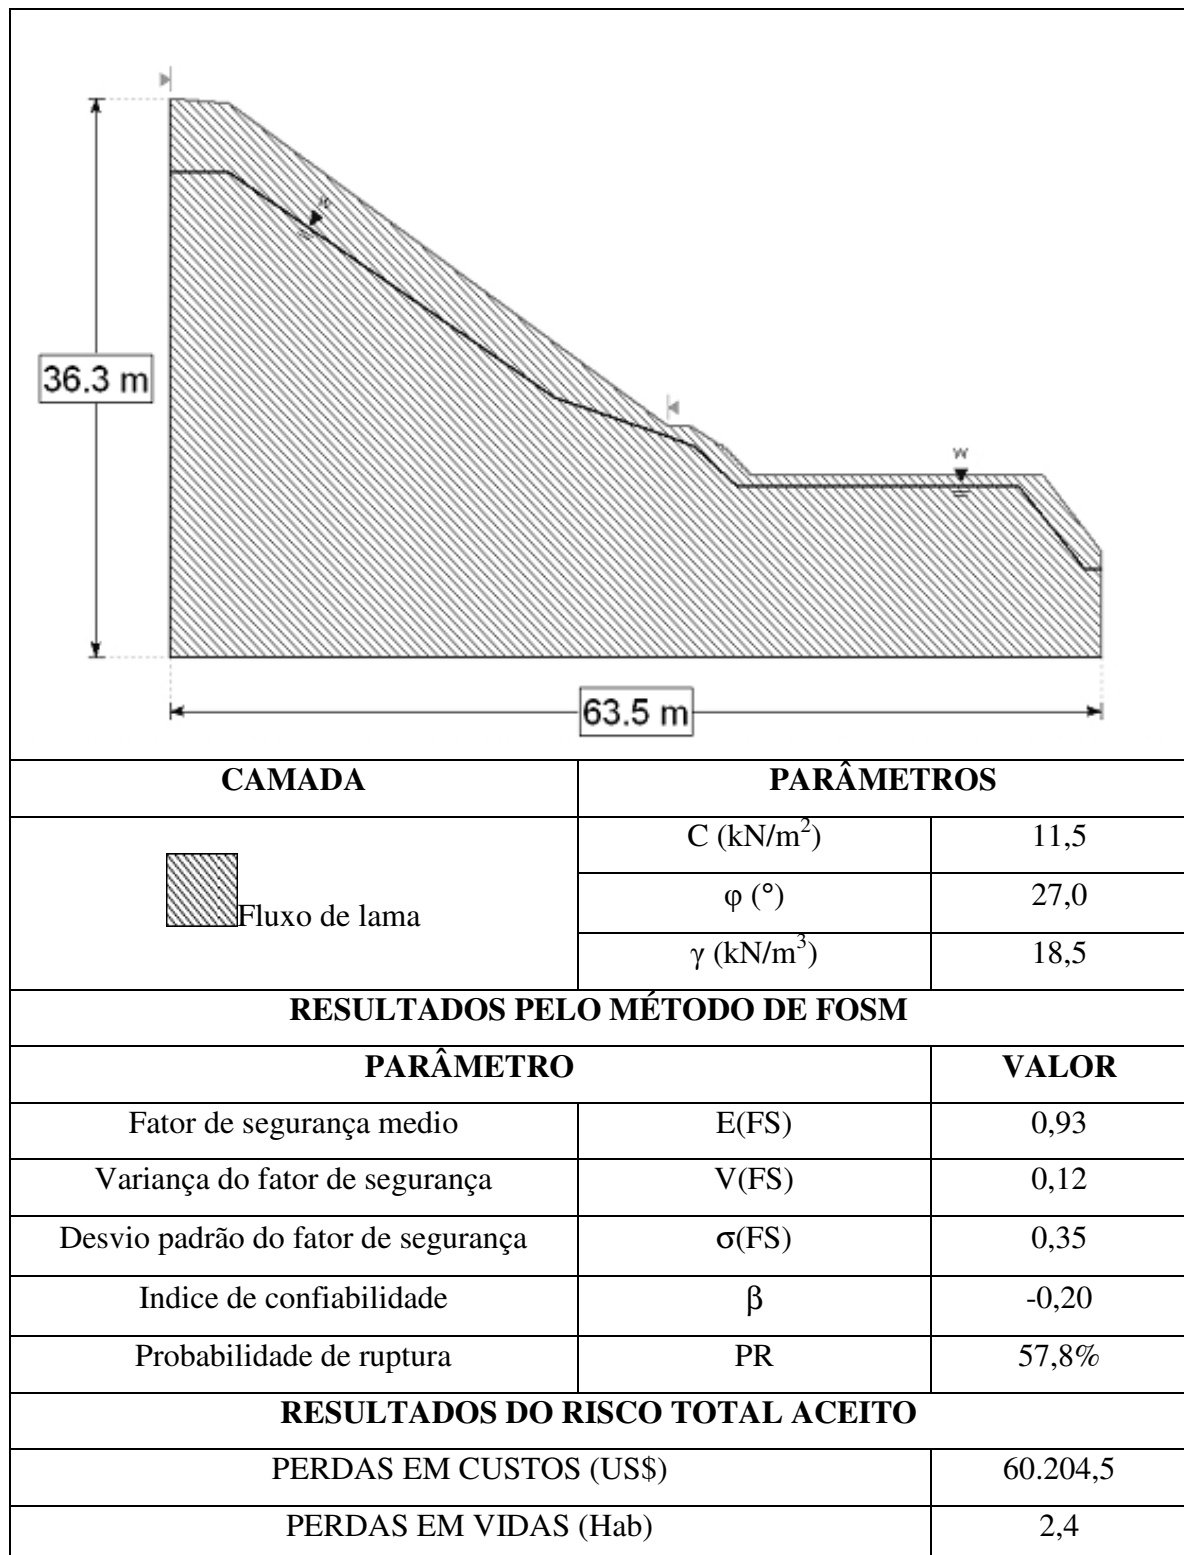 w
36.3 m
w
63.5 m
CAMADA PARÂMETROS
C (kN/m²) 11,5
Fluxo de lama φ (°) 27,0
γ (kN/m³) 18,5
RESULTADOS PELO MÉTODO DE FOSM
PARÂMETRO VALOR
Fator de segurança medio E(FS) 0,93
Variança do fator de segurança V(FS) 0,12
Desvio padrão do fator de segurança σ(FS) 0,35
Indice de confiabilidade β -0,20
Probabilidade de ruptura PR 57,8%
RESULTADOS DO RISCO TOTAL ACEITO
PERDAS EM CUSTOS (US$) 60.204,5
PERDAS EM VIDAS (Hab) 2,4